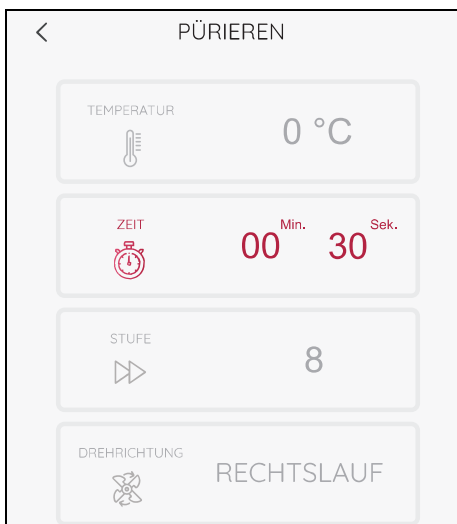 PÜRIEREN
TEMPERATUR
0 °C
ZEIT
00 Min. 30 Sek.
STUFE
8
DREHRICHTUNG
RECHTSLAUF